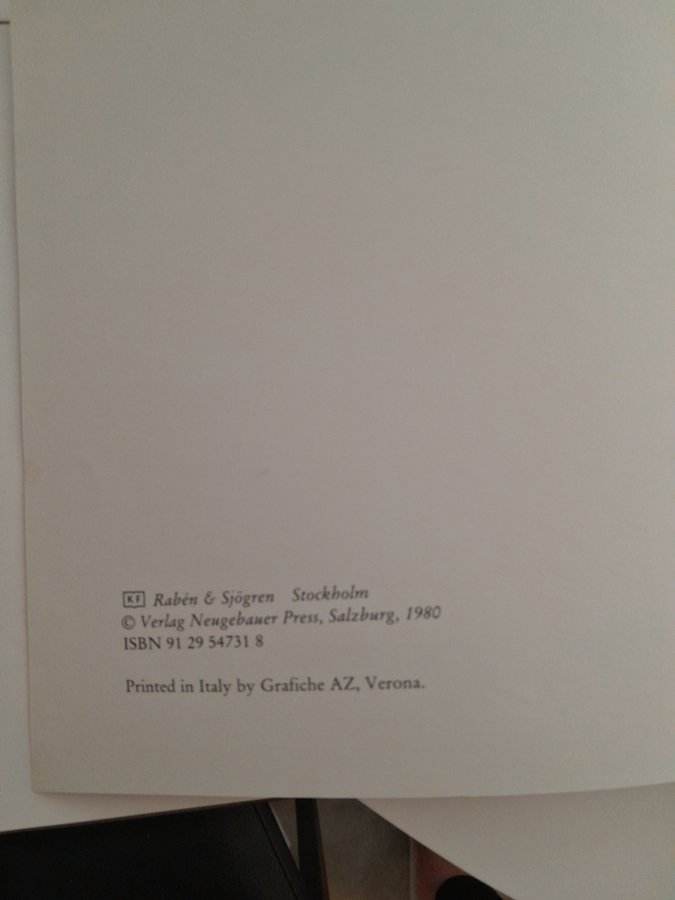 KF Rabén & Sjögren Stockholm
© Verlag Neugebauer Press, Salzburg, 1980
ISBN 91 29 54731 8
Printed in Italy by Grafiche AZ, Verona.